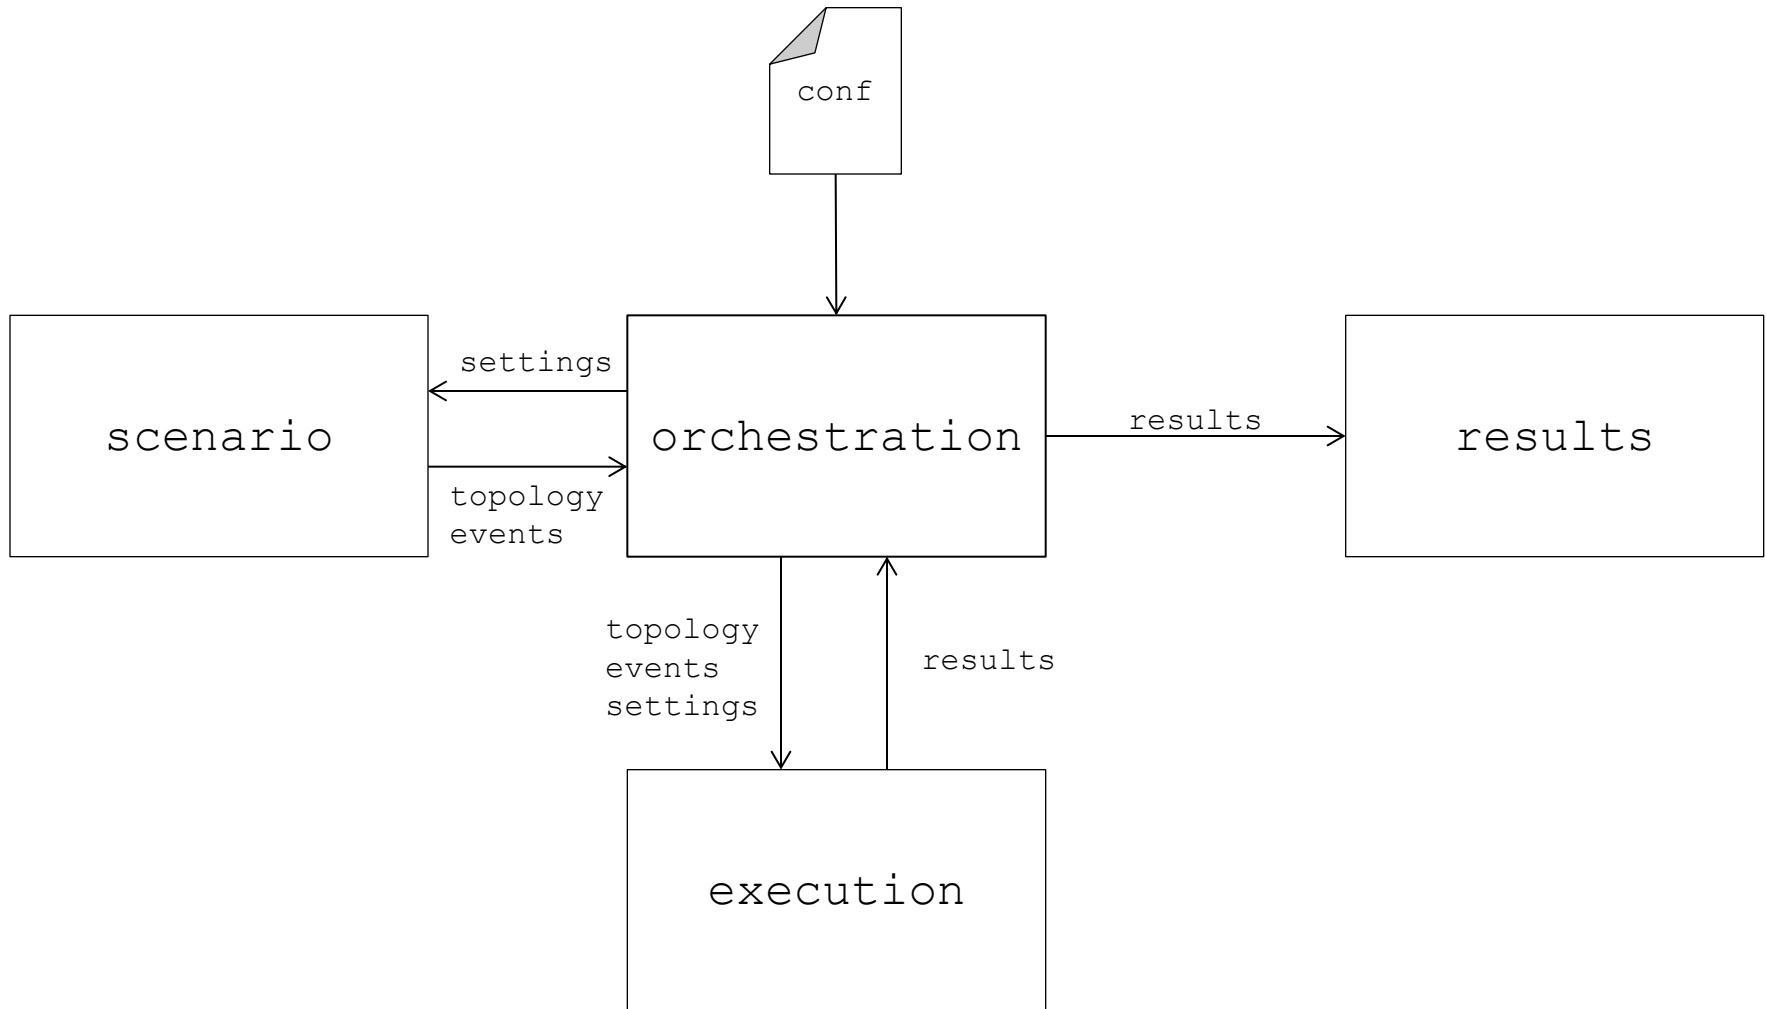 conf
settings
scenario
orchestration
results
results
topology
events
topology
events
settings
results
execution